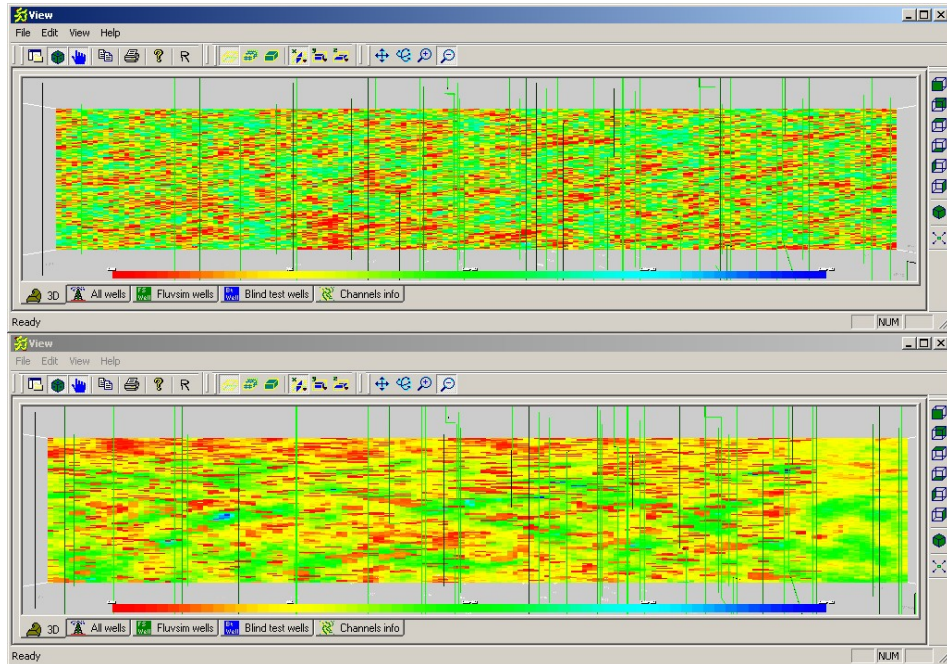 View
File Edit View Help
R
3D All wells Fluvsim wells Blind test wells Channels info
Ready NUM
View
File Edit View Help
R
3D All wells Fluvsim wells Blind test wells Channels info
Ready NUM